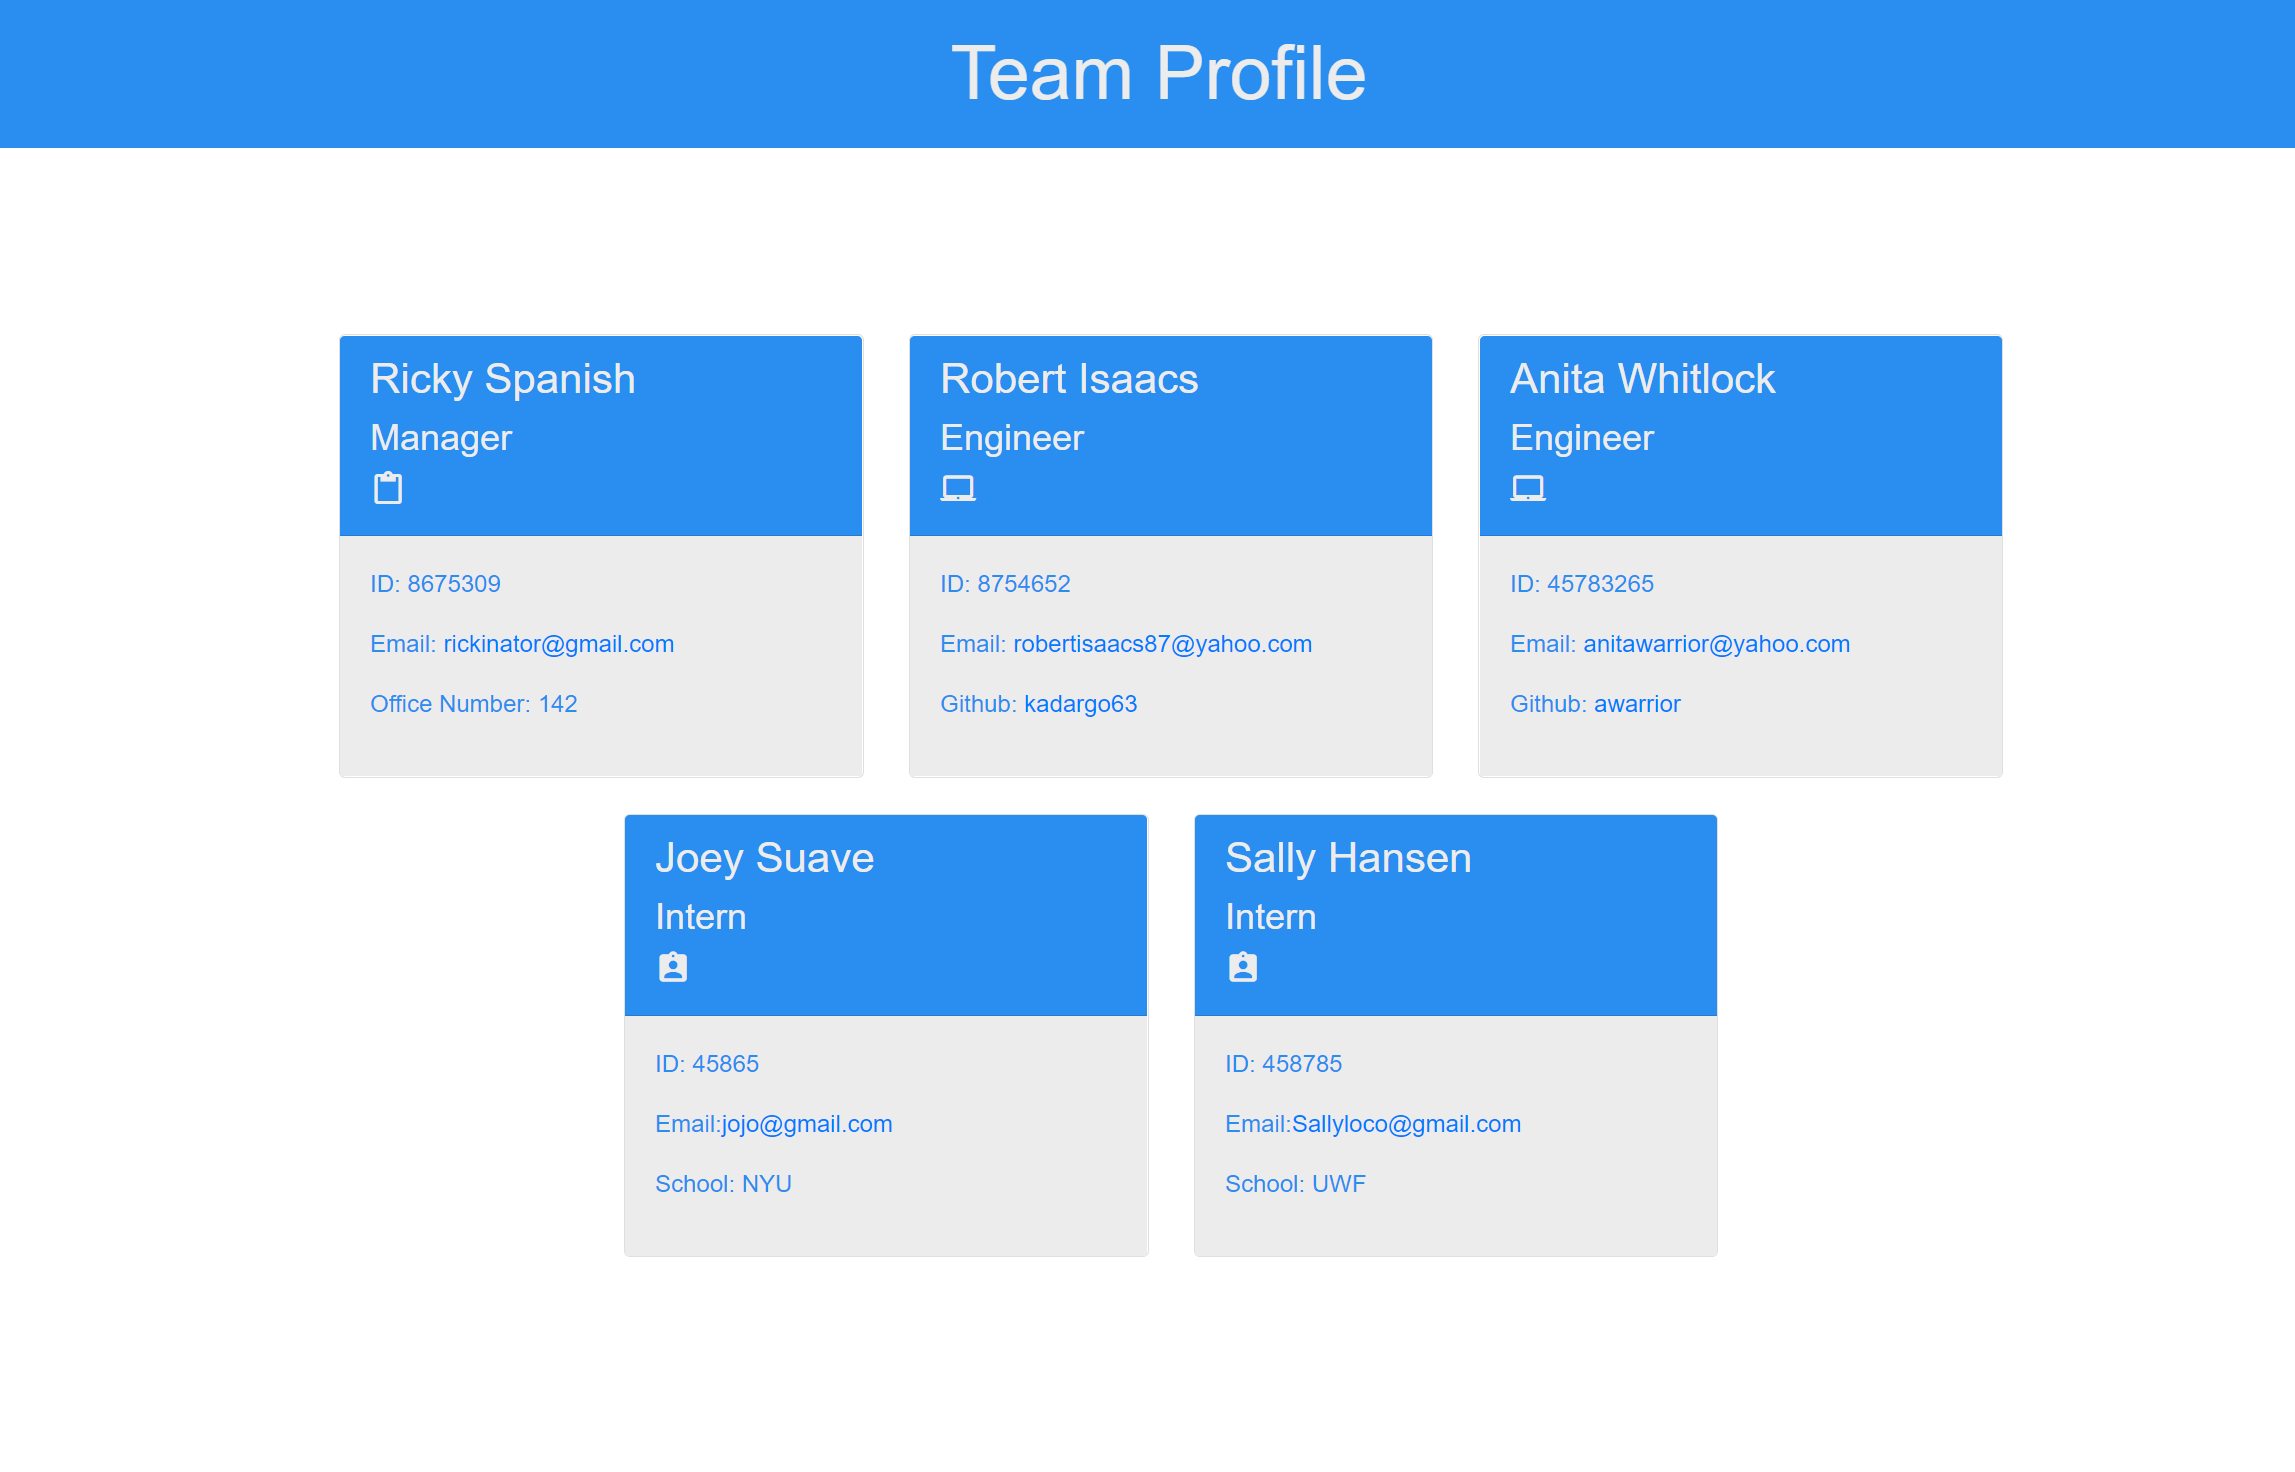 Team Profile
Ricky Spanish
Manager
ID: 8675309
Email: rickinator@gmail.com
Office Number: 142
Robert Isaacs
Engineer
ID: 8754652
Email: robertisaacs87@yahoo.com
Github: kadargo63
Anita Whitlock
Engineer
ID: 45783265
Email: anitawarrior@yahoo.com
Github: awarrior
Joey Suave
Intern
ID: 45865
Email:jojo@gmail.com
School: NYU
Sally Hansen
Intern
ID: 458785
Email:Sallyloco@gmail.com
School: UWF